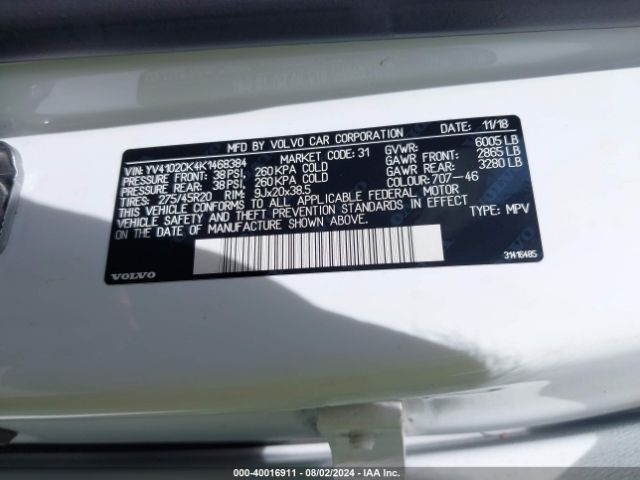 MFD BY VOLVO CAR CORPORATION DATE: 11/18
VIN: YV4102CK4K1468384 MARKET CODE: 31 GVWR: 6005 LB
PRESSURE FRONT: 38 PSI, 260 KPA COLD GAWR FRONT: 2865 LB
PRESSURE REAR: 38 PSI, 260 KPA COLD GAWR REAR: 3280 LB
TIRES: 275/45R20 RIM: 9Jx20x38.5 COLOUR: 707-46
THIS VEHICLE CONFORMS TO ALL APPLICABLE FEDERAL MOTOR
VEHICLE SAFETY AND THEFT PREVENTION STANDARDS IN EFFECT
ON THE DATE OF MANUFACTURE SHOWN ABOVE. TYPE: MPV
VOLVO
31416485
000-40016911 - 08/02/2024 - IAAI.COM